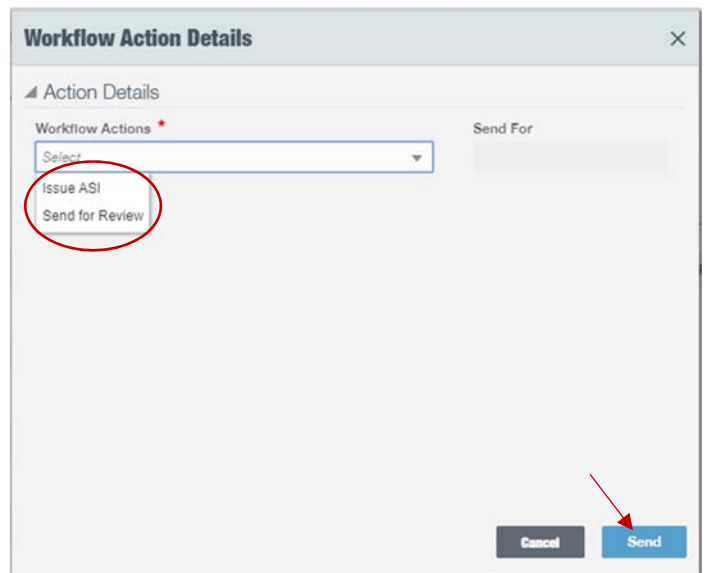 Workflow Action Details
Action Details
Workflow Actions * Send For
Select
Issue ASI
Send for Review
Cancel Send